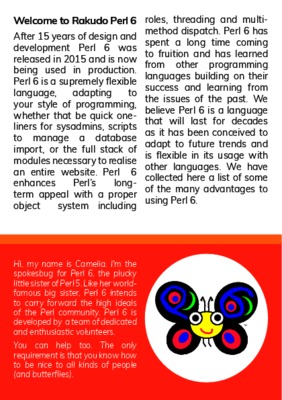 Welcome to Rakudo Perl 6
After 15 years of design and
development Perl 6 was
released in 2015 and is now
being used in production.
Perl 6 is a supremely flexible
language, adapting to
your style of programming,
whether that be quick one-
liners for sysadmins, scripts
to manage a database
import, or the full stack of
modules necessary to realise
an entire website. Perl 6
enhances Perl's long-
term appeal with a proper
object system including
roles, threading and multi-
method dispatch. Perl 6 has
spent a long time coming
to fruition and has learned
from other programming
languages building on their
success and learning from
the issues of the past. We
believe Perl 6 is a language
that will last for decades
as it has been conceived to
adapt to future trends and
is flexible in its usage with
other languages. We have
collected here a list of some
of the many advantages to
using Perl 6.
Hi, my name is Camelia. I'm the
spokesbug for Perl 6, the plucky
little sister of Perl 5. Like her world-
famous big sister, Perl 6 intends
to carry forward the high ideals
of the Perl community. Perl 6 is
developed by a team of dedicated
and enthusiastic volunteers.
You can help too. The only
requirement is that you know how
to be nice to all kinds of people
(and butterflies).